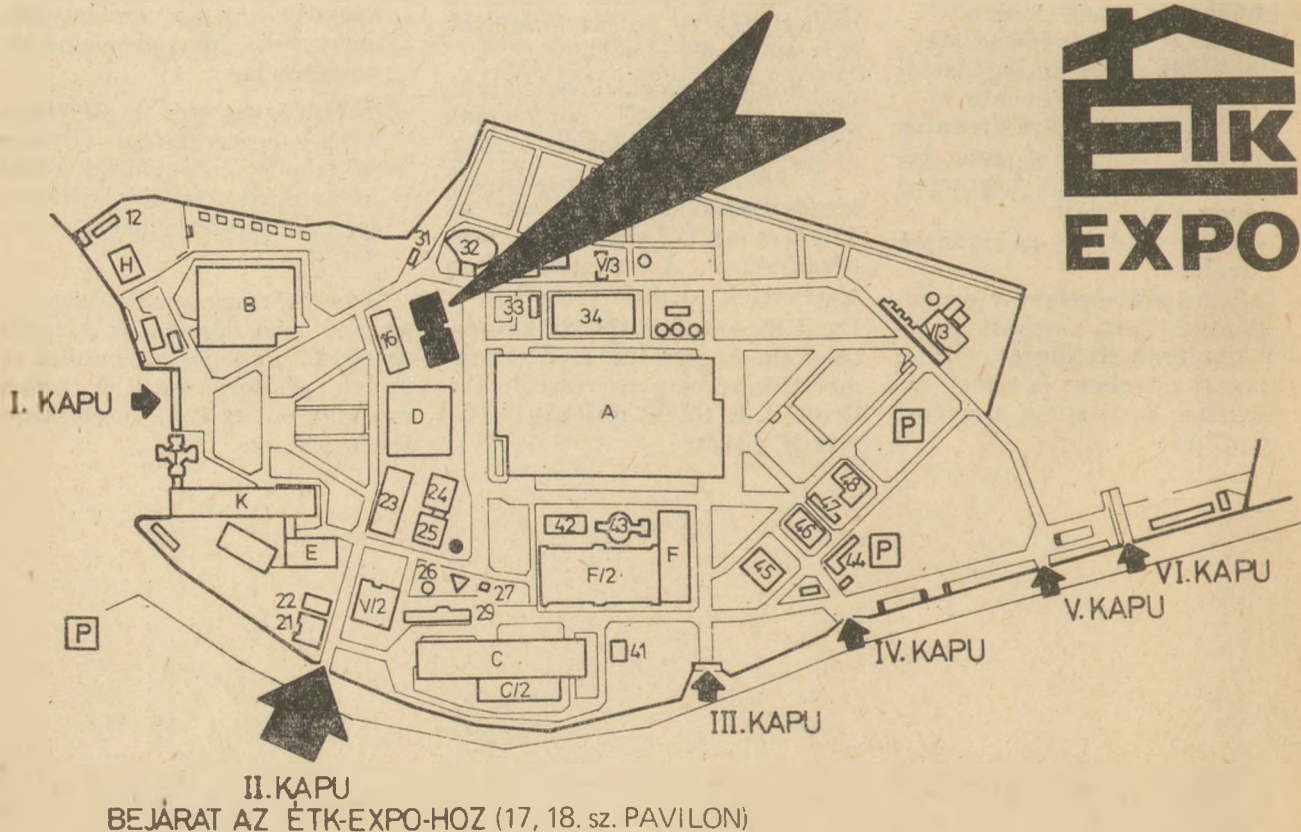 ÉTK
EXPO
12
H
B
31
32
V/3
33
34
16
V/3
I. KAPU
D
A
P
K
23
24
25
E
42
43
F/2
F
48
47
46
45
44
P
26
27
22
21
V/2
29
C
C/2
41
P
VI. KAPU
V. KAPU
IV. KAPU
III. KAPU
II. KAPU
BEJÁRAT AZ ÉTK-EXPO-HOZ (17, 18. sz. PAVILON)